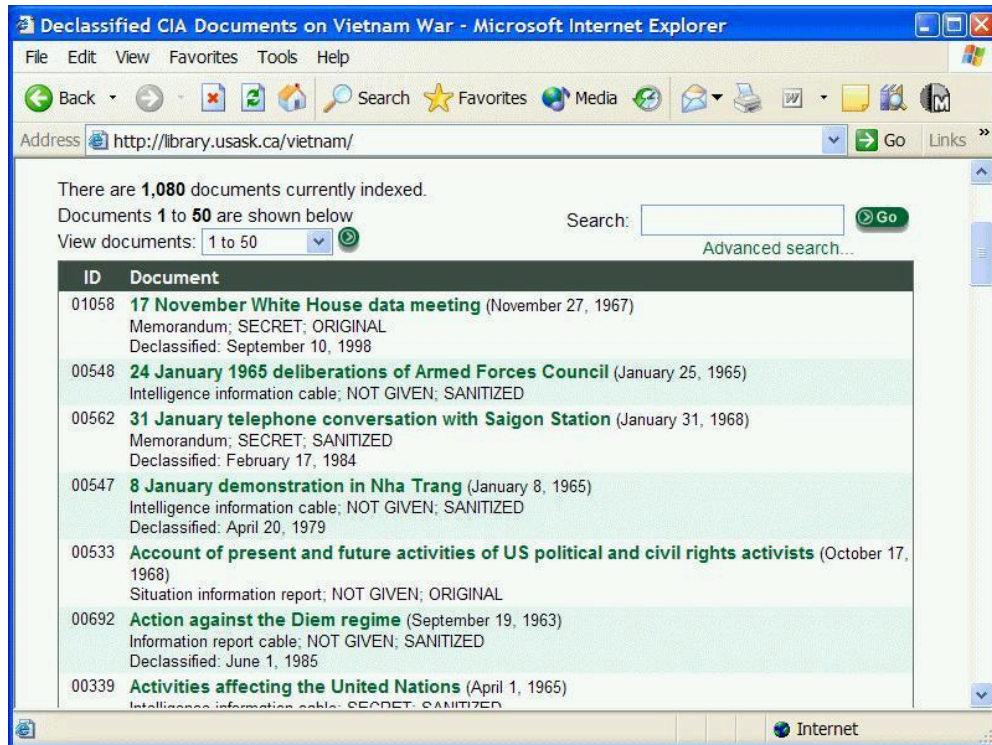 Declassified CIA Documents on Vietnam War - Microsoft Internet Explorer
File Edit View Favorites Tools Help
Back Search Favorites Media
Address http://library.usask.ca/vietnam/ Go Links »
There are 1,080 documents currently indexed.
Documents 1 to 50 are shown below
Search: Go
View documents: 1 to 50
Advanced search...
ID Document
01058 17 November White House data meeting (November 27, 1967)
Memorandum; SECRET; ORIGINAL
Declassified: September 10, 1998
00548 24 January 1965 deliberations of Armed Forces Council (January 25, 1965)
Intelligence information cable; NOT GIVEN; SANITIZED
00562 31 January telephone conversation with Saigon Station (January 31, 1968)
Memorandum; SECRET; SANITIZED
Declassified: February 17, 1984
00547 8 January demonstration in Nha Trang (January 8, 1965)
Intelligence information cable; NOT GIVEN; SANITIZED
Declassified: April 20, 1979
00533 Account of present and future activities of US political and civil rights activists (October 17,
1968)
Situation information report; NOT GIVEN; ORIGINAL
00692 Action against the Diem regime (September 19, 1963)
Information report cable; NOT GIVEN; SANITIZED
Declassified: June 1, 1985
00339 Activities affecting the United Nations (April 1, 1965)
Intelligence information cable; SECRET; SANITIZED
Internet